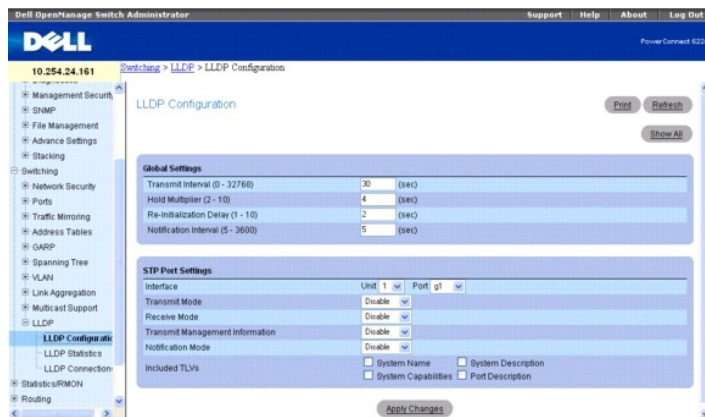 Dell OpenManage Switch Administrator
Support Help About Log Out
DELL
PowerConnect 622
10.254.24.161
Switching > LLDP > LLDP Configuration
Management Security
SNMP
File Management
Advance Settings
Stacking
Switching
Network Security
Ports
Traffic Mirroring
Address Tables
GARP
Spanning Tree
VLAN
Link Aggregation
Multicast Support
LLDP
LLDP Configuratic
LLDP Statistics
LLDP Connections
Statistics/RMON
Routing
LLDP Configuration
Print Refresh
Show All
Global Settings
Transmit Interval (0 - 32768) 30 (sec)
Hold Multiplier (2 - 10) 4 (sec)
Re-Initialization Delay (1 - 10) 2 (sec)
Notification Interval (5 - 3600) 5 (sec)
STP Port Settings
Interface Unit 1 Port g1
Transmit Mode Disable
Receive Mode Disable
Transmit Management Information Disable
Notification Mode Disable
Included TLVs System Name System Description
System Capabilities Port Description
Apply Changes